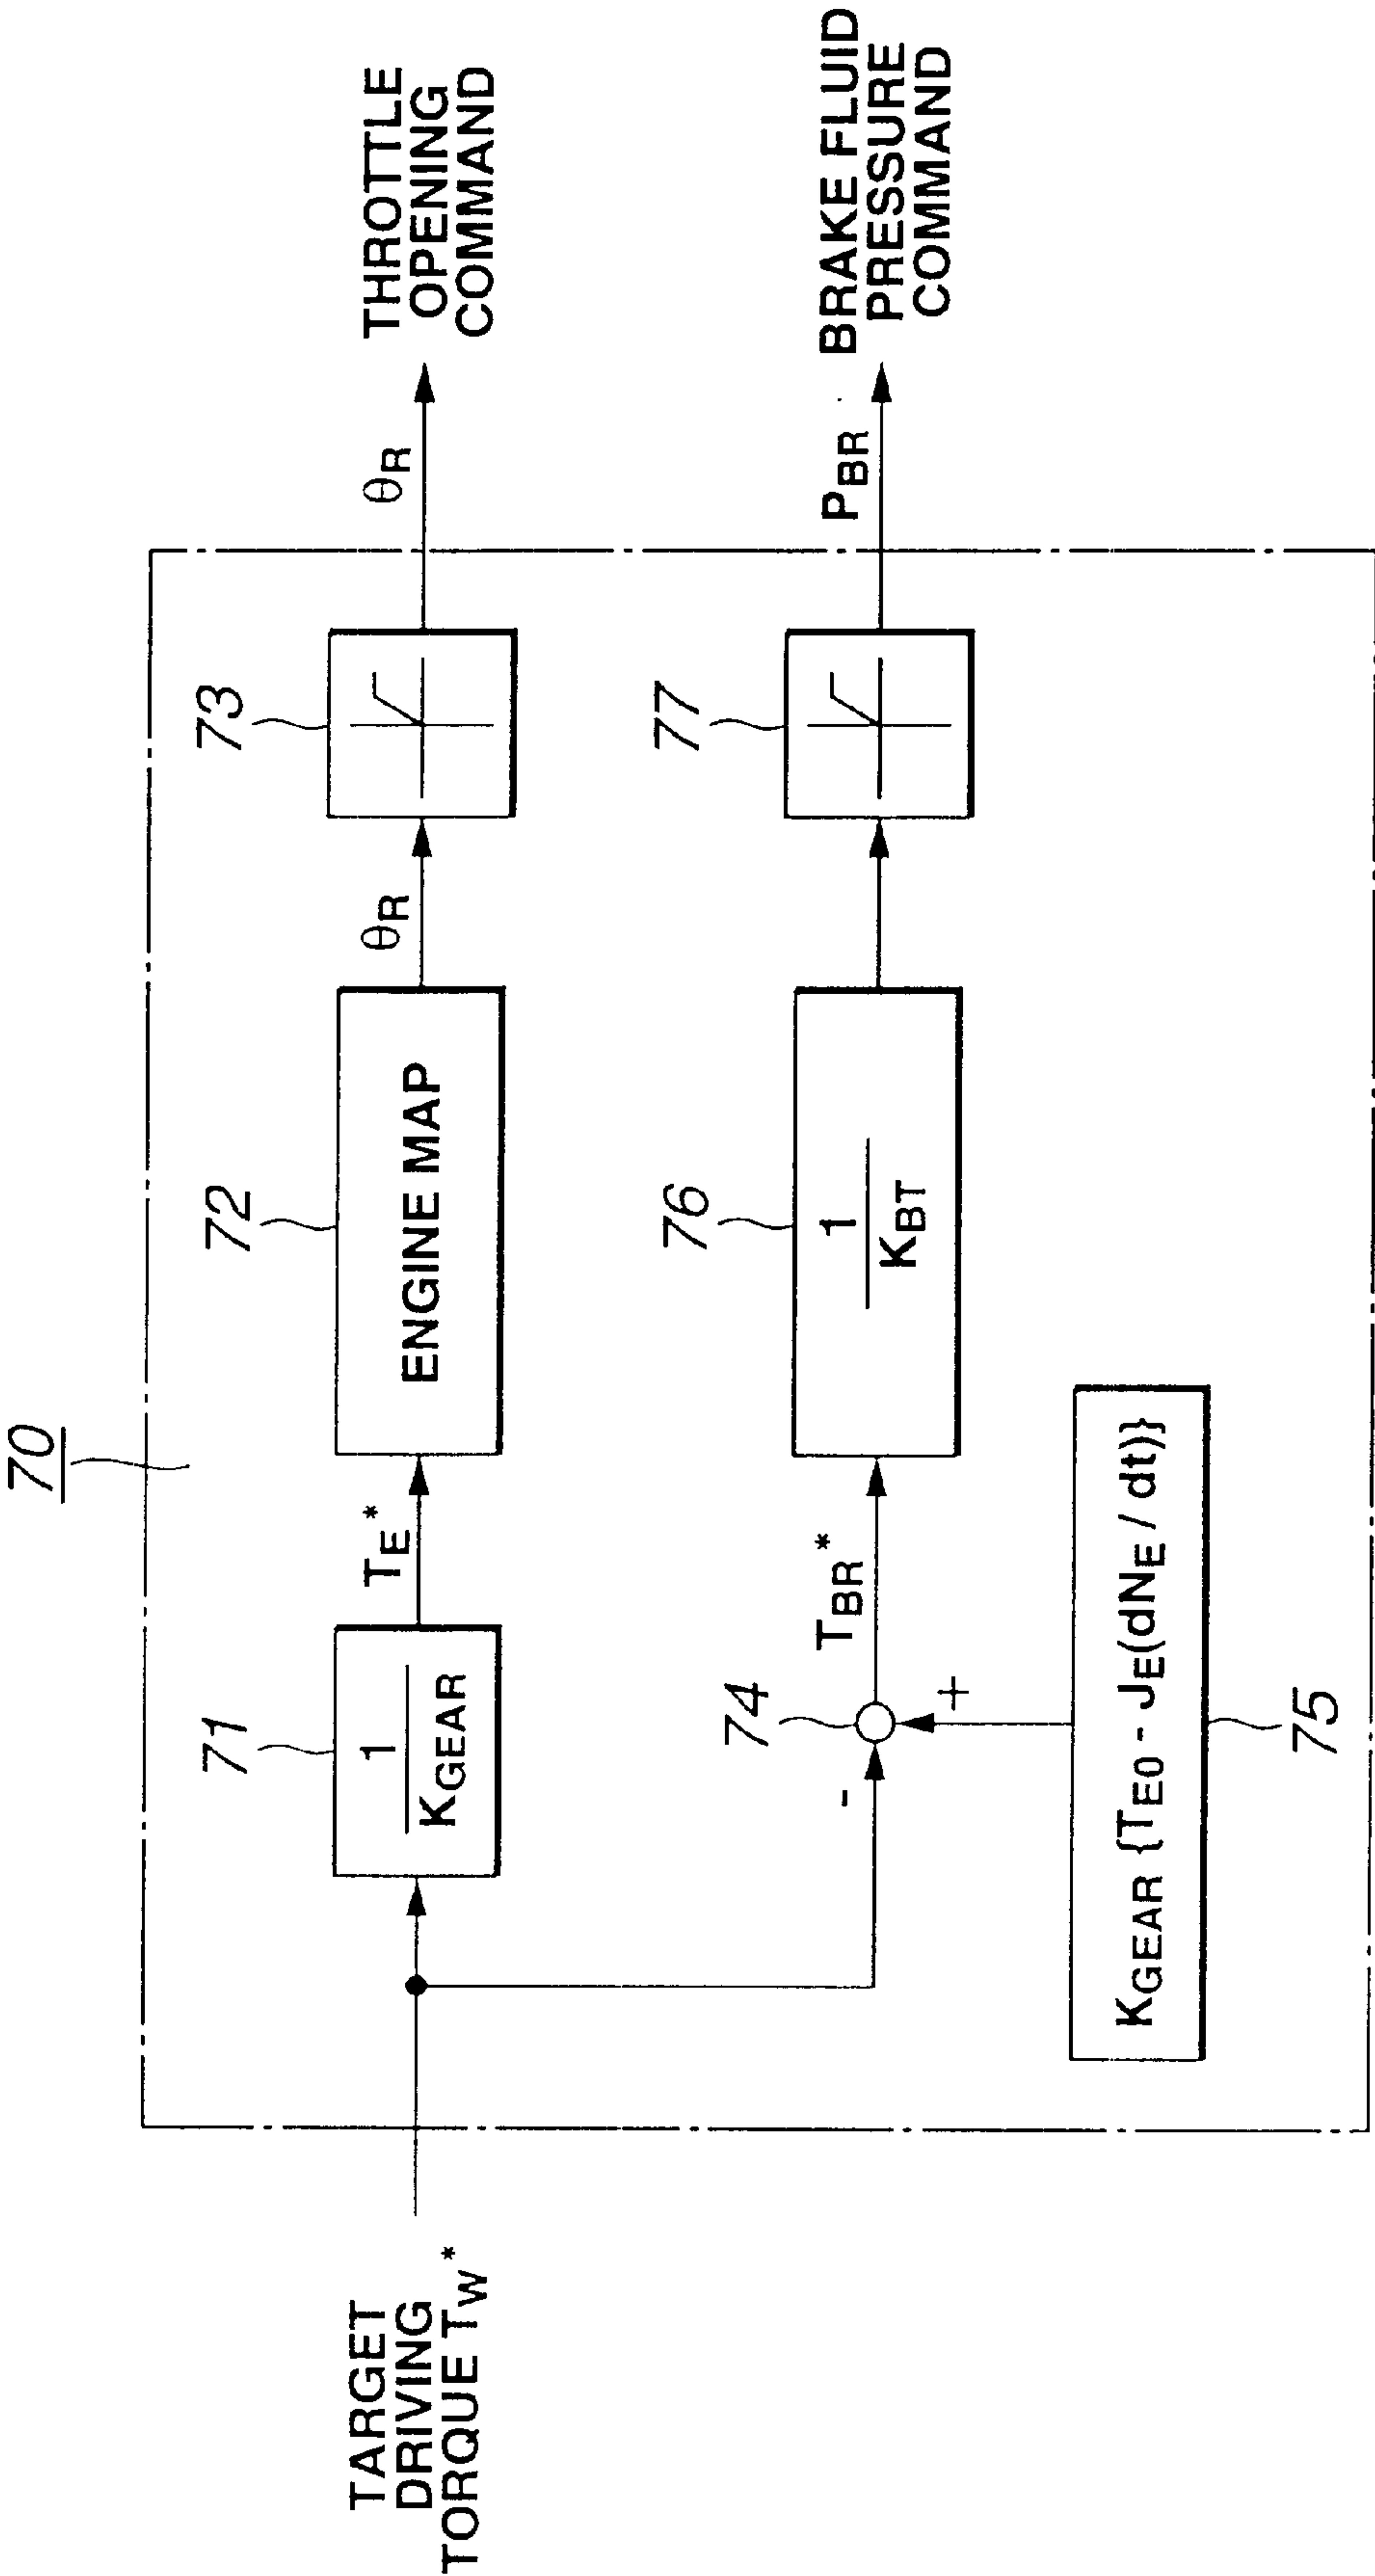 70
TARGET
DRIVING
TORQUE TW*
71
1
KGEAR
TE*
72
ENGINE MAP
θR
73
θR
THROTTLE
OPENING
COMMAND
-
74
+
TBR*
76
1
KBT
77
PBR
BRAKE FLUID
PRESSURE
COMMAND
KGEAR {TE0 - JE(dNE / dt)}
75